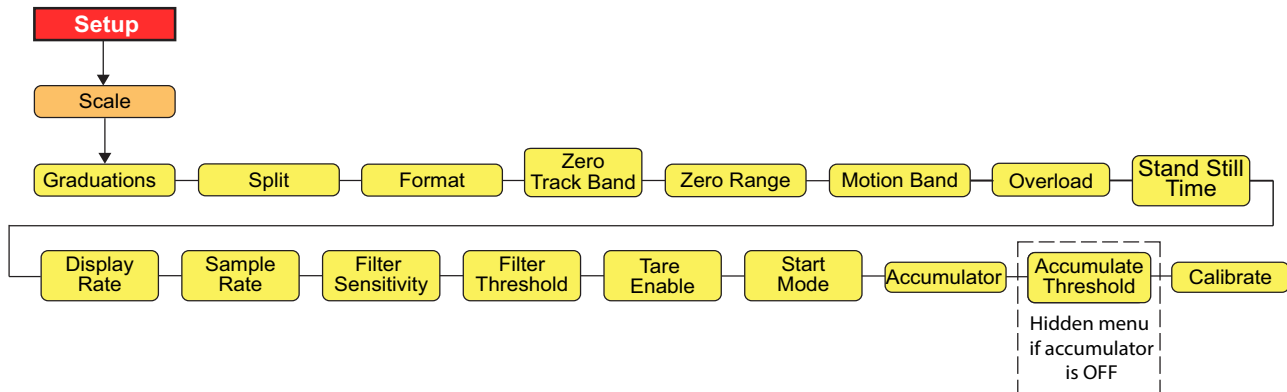 Setup
Scale
Graduations
Split
Format
Zero
Track Band
Zero Range
Motion Band
Overload
Stand Still
Time
Display
Rate
Sample
Rate
Filter
Sensitivity
Filter
Threshold
Tare
Enable
Start
Mode
Accumulator
Accumulate
Threshold
Calibrate
Hidden menu
if accumulator
is OFF